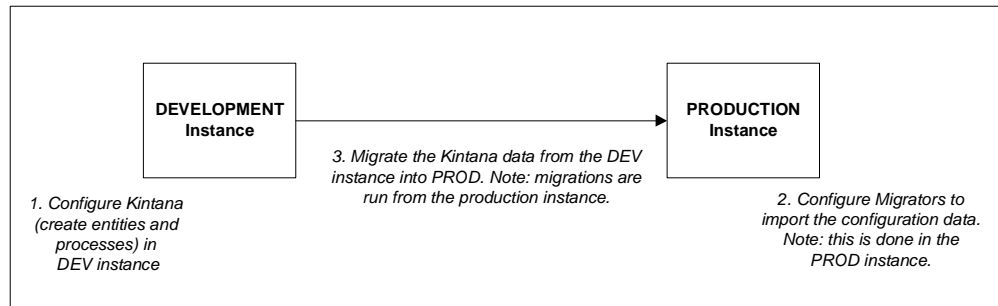 DEVELOPMENT
Instance
PRODUCTION
Instance
3. Migrate the Kintana data from the DEV
instance into PROD. Note: migrations are
run from the production instance.
1. Configure Kintana
(create entities and
processes) in
DEV instance
2. Configure Migrators to
import the configuration data.
Note: this is done in the
PROD instance.